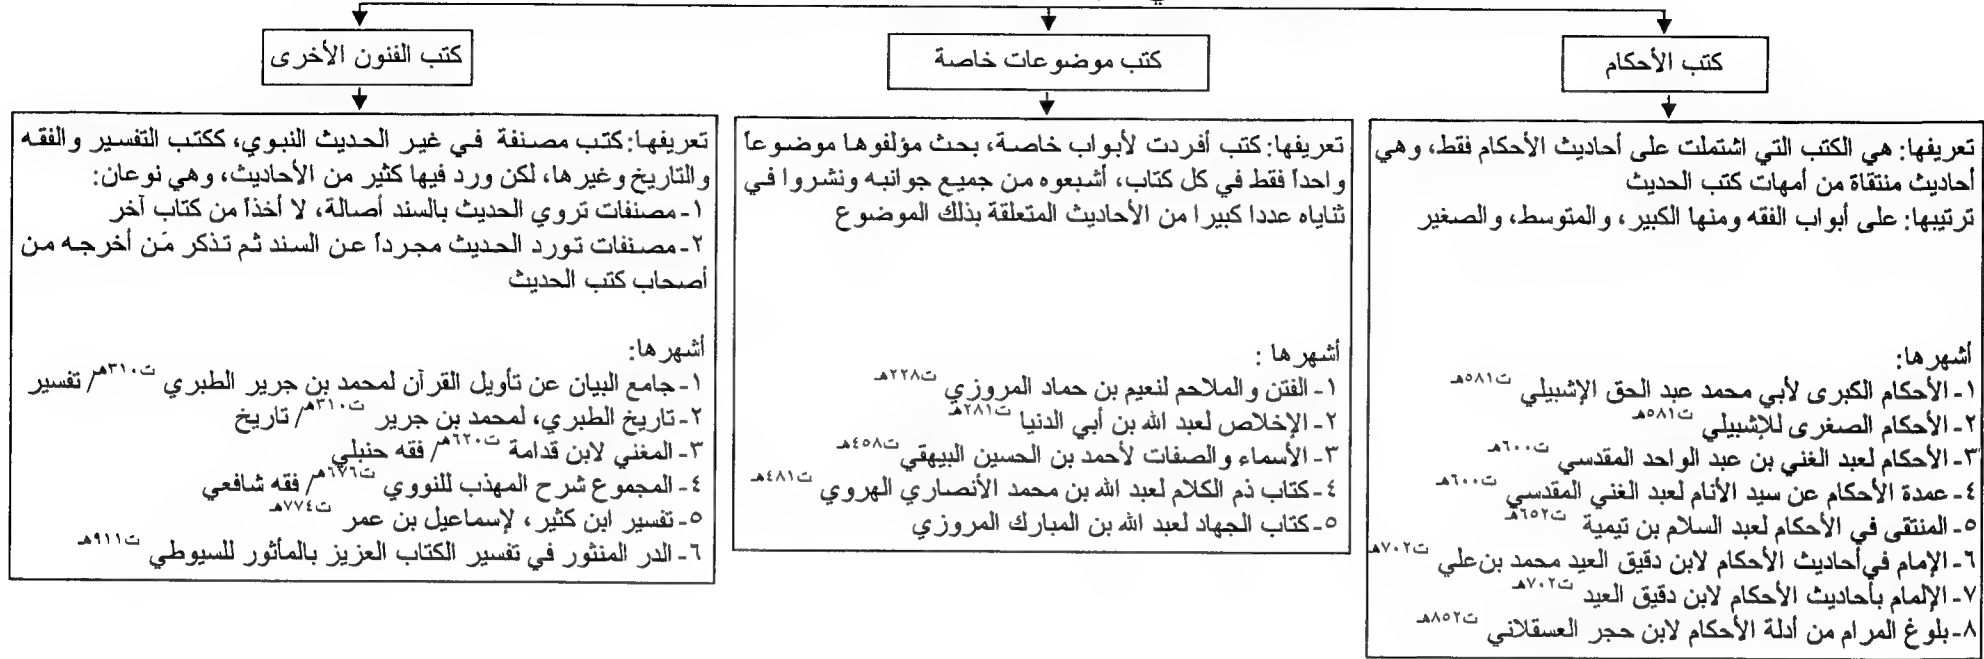 كتب الأحكام
تعريفها: هي الكتب التي اشتملت على أحاديث الأحكام فقط، وهي
أحاديث منتقاة من أمهات كتب الحديث
ترتيبها: على أبواب الفقه ومنها الكبير، والمتوسط، والصغير
أشهرها:
١- الأحكام الكبرى لأبي محمد عبد الحق الإشبيلي ت٥٨١هـ
٢- الأحكام الصغرى للإشبيلي ت٥٨١هـ
٣- الأحكام لعبد الغني بن عبد الواحد المقدسي ت٦٠٠هـ
٤- عمدة الأحكام عن سيد الأنام لعبد الغني المقدسي ت٦٠٠هـ
٥- المنتقى في الأحكام لعبد السلام بن تيمية ت٦٥٢هـ
٦- الإمام في أحاديث الأحكام لابن دقيق العيد محمد بن علي ت٧٠٢هـ
٧- الإلمام بأحاديث الأحكام لابن دقيق العيد ت٧٠٢هـ
٨- بلوغ المرام من أدلة الأحكام لابن حجر العسقلاني ت٨٥٢هـ
كتب موضوعات خاصة
تعريفها: كتب أفردت لأبواب خاصة، بحث مؤلفوها موضوعاً
واحداً فقط في كل كتاب، أشبعوه من جميع جوانبه ونشروا في
ثناياه عددا كبيرا من الأحاديث المتعلقة بذلك الموضوع
أشهرها :
١- الفتن والملاحم لنعيم بن حماد المروزي ت٢٢٨هـ
٢- الإخلاص لعبد الله بن أبي الدنيا ت٢٨١هـ
٣- الأسماء والصفات لأحمد بن الحسين البيهقي ت٤٥٨هـ
٤- كتاب ذم الكلام لعبد الله بن محمد الأنصاري الهروي ت٤٨١هـ
٥- كتاب الجهاد لعبد الله بن المبارك المروزي
كتب الفنون الأخرى
تعريفها: كتب مصنفة في غير الحديث النبوي، ككتب التفسير والفقه
والتاريخ وغيرها، لكن ورد فيها كثير من الأحاديث، وهي نوعان:
١- مصنفات تروي الحديث بالسند أصالة، لا أخذاً من كتاب آخر
٢- مصنفات تورد الحديث مجرداً عن السند ثم تذكر مَن أخرجه من
أصحاب كتب الحديث
أشهرها:
١- جامع البيان عن تأويل القرآن لمحمد بن جرير الطبري ت٣١٠هـ/ تفسير
٢- تاريخ الطبري، لمحمد بن جرير ت٣١٠هـ/ تاريخ
٣- المغني لابن قدامة ت٦٢٠هـ/ فقه حنبلي
٤- المجموع شرح المهذب للنووي ت٦٧٦هـ/ فقه شافعي
٥- تفسير ابن كثير، لإسماعيل بن عمر ت٧٧٤هـ
٦- الدر المنثور في تفسير الكتاب العزيز بالمأثور للسيوطي ت٩١١هـ